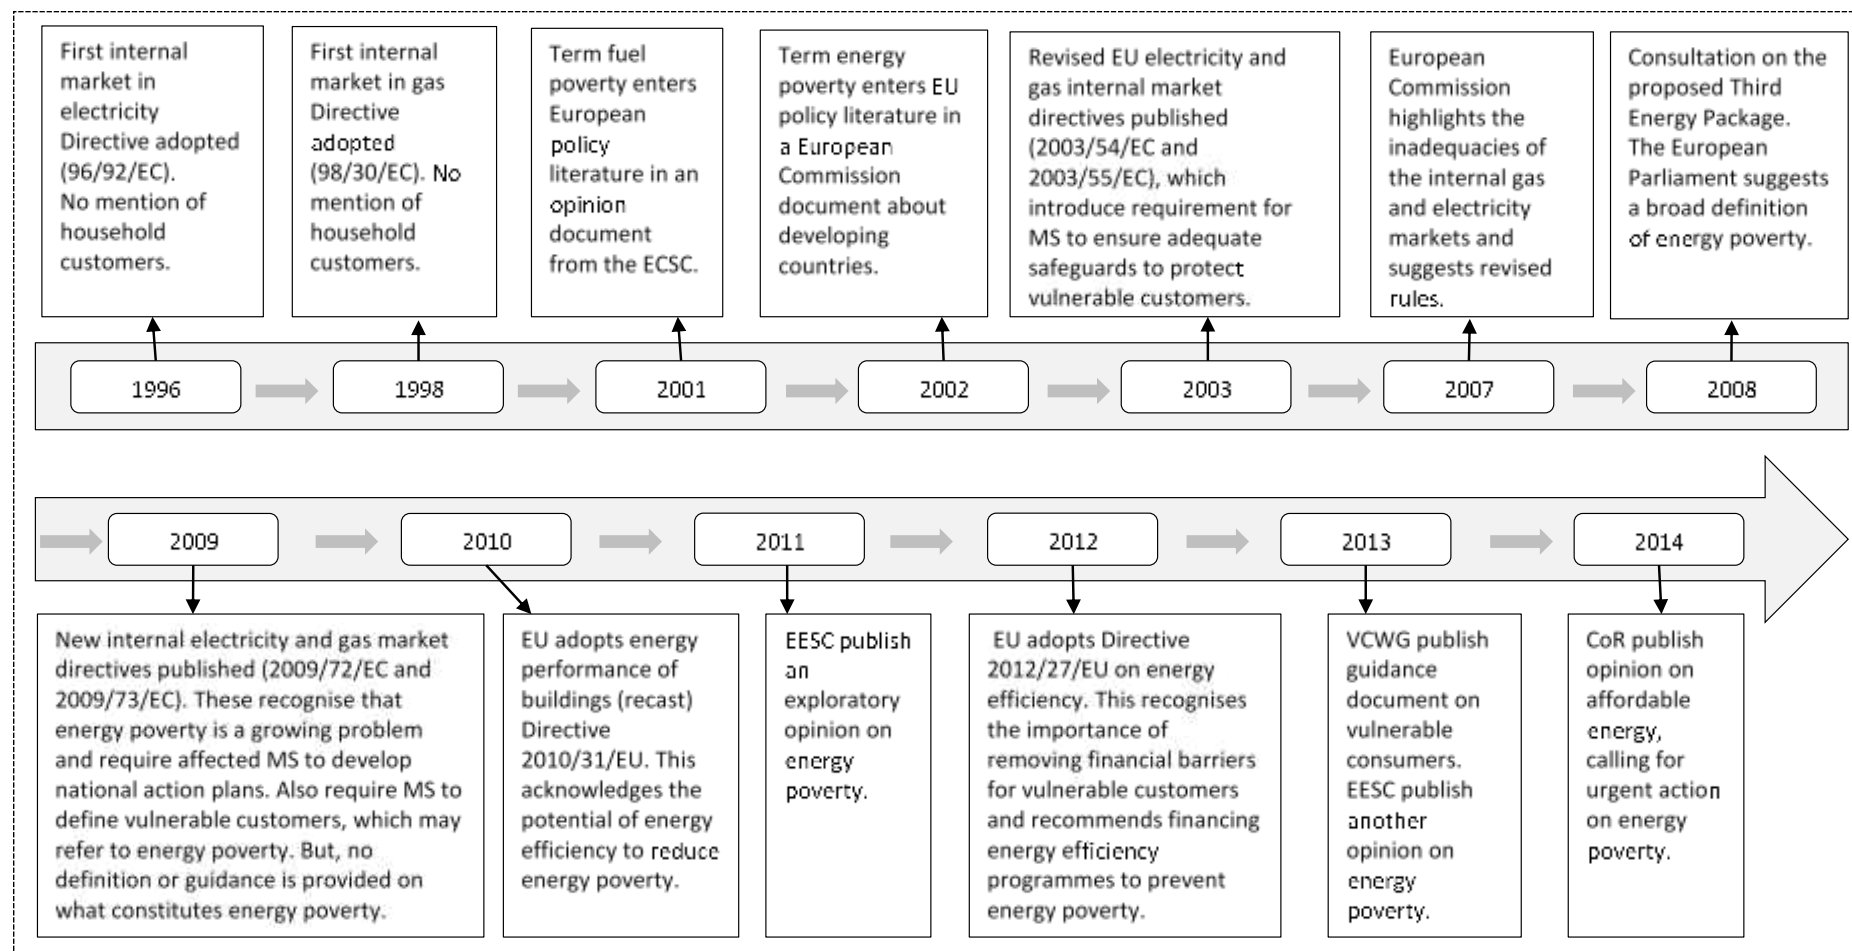 First internal
market in
electricity
Directive adopted
(96/92/EC).
No mention of
household
customers.
First internal
market in gas
Directive
adopted
(98/30/EC). No
mention of
household
customers.
Term fuel
poverty enters
European
policy
literature in an
opinion
document
from the ECSC.
Term energy
poverty enters EU
policy literature in
a European
Commission
document about
developing
countries.
Revised EU electricity and
gas internal market
directives published
(2003/54/EC and
2003/55/EC), which
introduce requirement for
MS to ensure adequate
safeguards to protect
vulnerable customers.
European
Commission
highlights the
inadequacies of
the internal gas
and electricity
markets and
suggests revised
rules.
Consultation on the
proposed Third
Energy Package.
The European
Parliament suggests
a broad definition
of energy poverty.
1996
1998
2001
2002
2003
2007
2008
2009
2010
2011
2012
2013
2014
New internal electricity and gas market
directives published (2009/72/EC and
2009/73/EC). These recognise that
energy poverty is a growing problem
and require affected MS to develop
national action plans. Also require MS to
define vulnerable customers, which may
refer to energy poverty. But, no
definition or guidance is provided on
what constitutes energy poverty.
EU adopts energy
performance of
buildings (recast)
Directive
2010/31/EU. This
acknowledges the
potential of energy
efficiency to reduce
energy poverty.
EESC publish
an
exploratory
opinion on
energy
poverty.
EU adopts Directive
2012/27/EU on energy
efficiency. This recognises
the importance of
removing financial barriers
for vulnerable customers
and recommends financing
energy efficiency
programmes to prevent
energy poverty.
VCWG publish
guidance
document on
vulnerable
consumers.
EESC publish
another
opinion on
energy
poverty.
CoR publish
opinion on
affordable
energy,
calling for
urgent action
on energy
poverty.